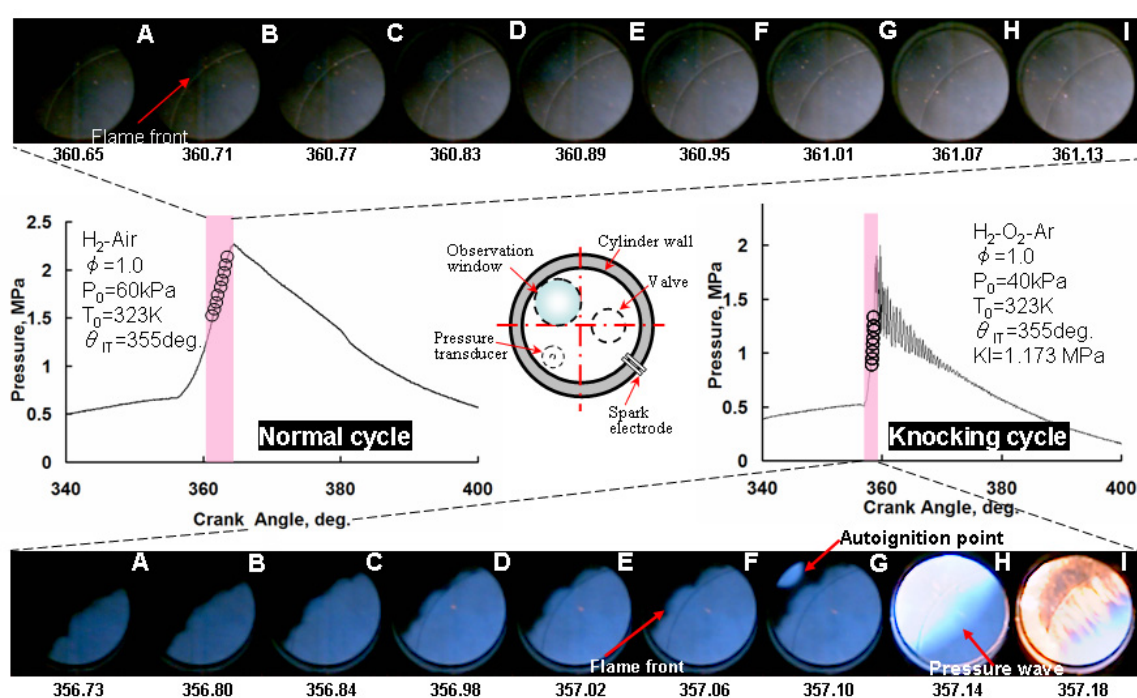 A B C D E F G H I
Flame front
360.65 360.71 360.77 360.83 360.89 360.95 361.01 361.07 361.13
2.5
2
1.5
1
0.5
0
Pressure, MPa
H2-Air
ϕ=1.0
P0=60kPa
T0=323K
θIT=355deg.
Normal cycle
340 360 380 400
Crank Angle, deg.
Observation
window
Cylinder wall
Valve
Pressure
transducer
Spark
electrode
2
1.5
1
0.5
0
Pressure, MPa
H2-O2-Ar
ϕ=1.0
P0=40kPa
T0=323K
θIT=355deg.
KI=1.173 MPa
Knocking cycle
340 360 380 400
Crank Angle, deg.
Autoignition point
A B C D E F G H I
Flame front
Pressure wave
356.73 356.80 356.84 356.98 357.02 357.06 357.10 357.14 357.18